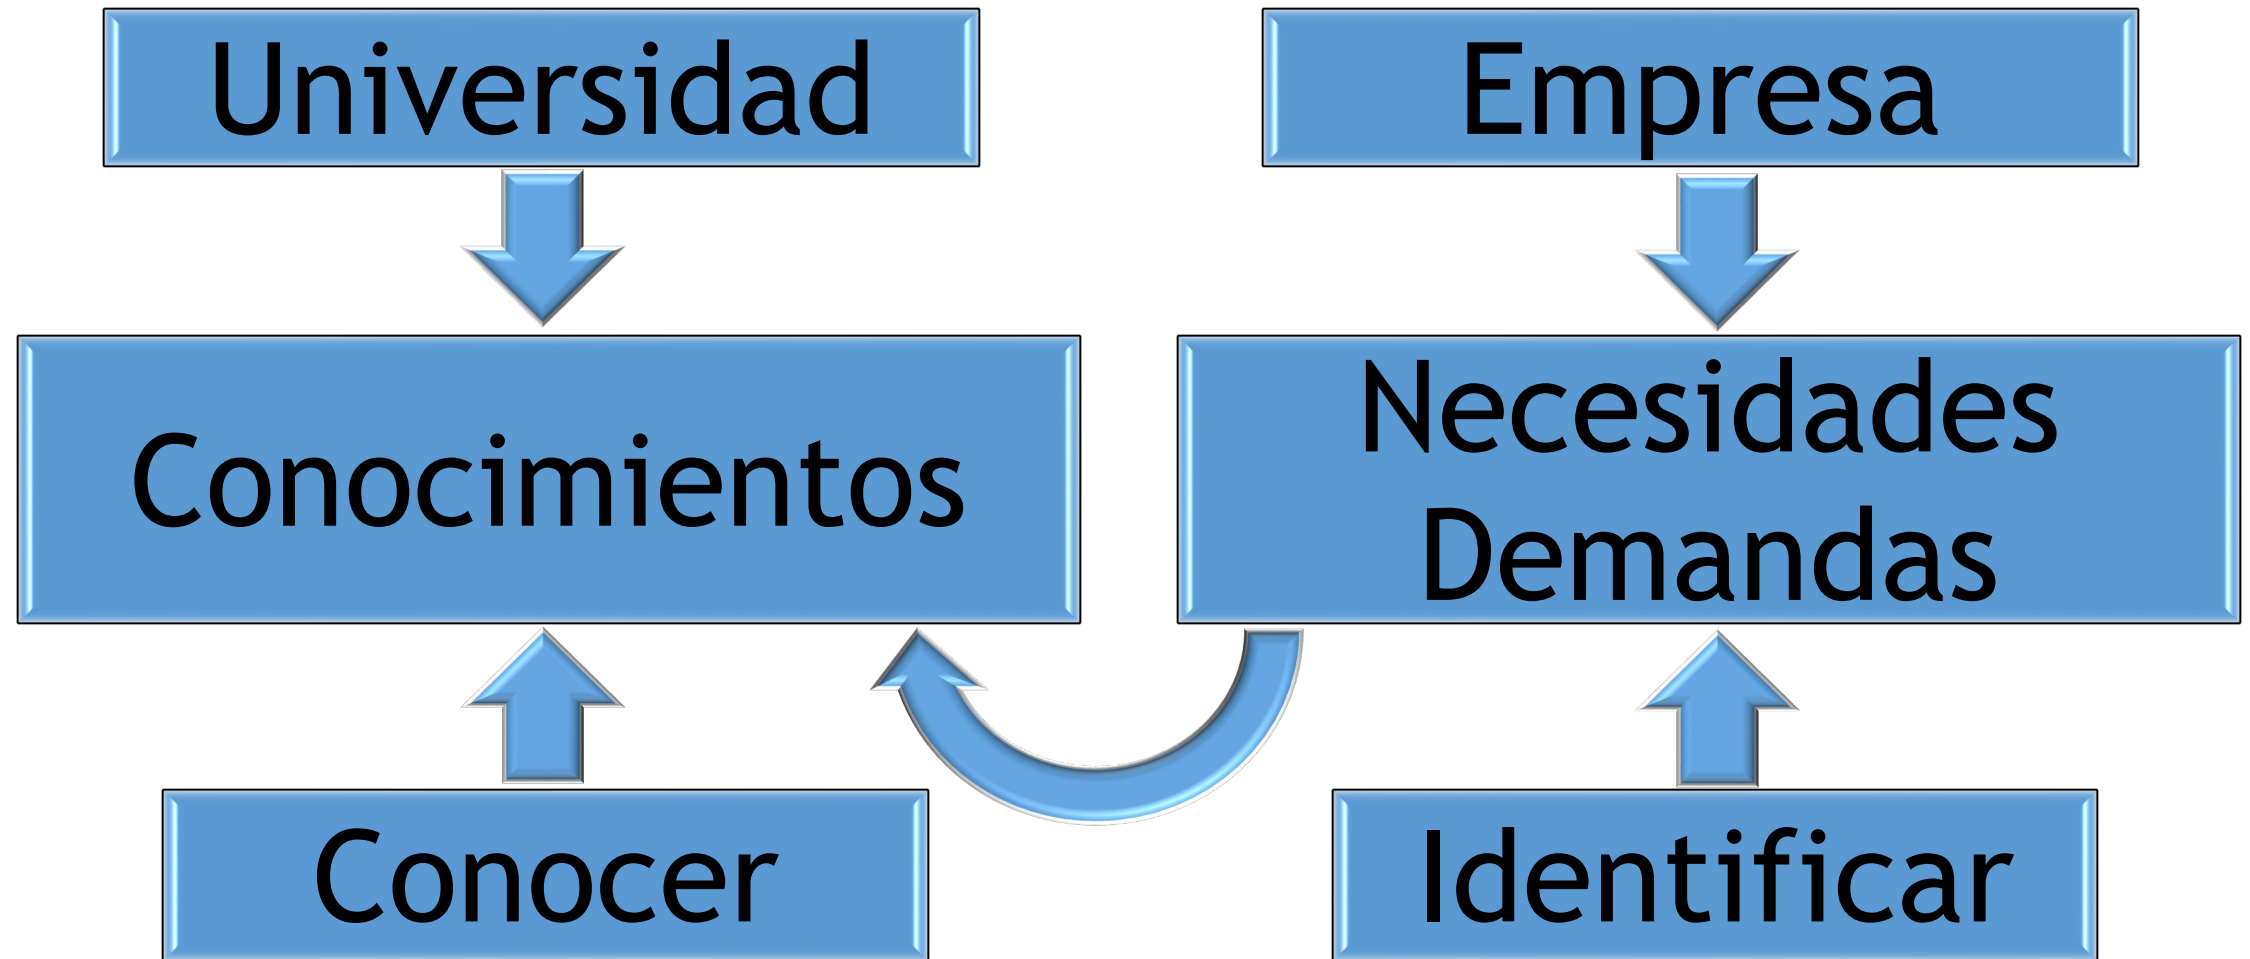 Universidad
Empresa
Conocimientos
Necesidades
Demandas
Conocer
Identificar